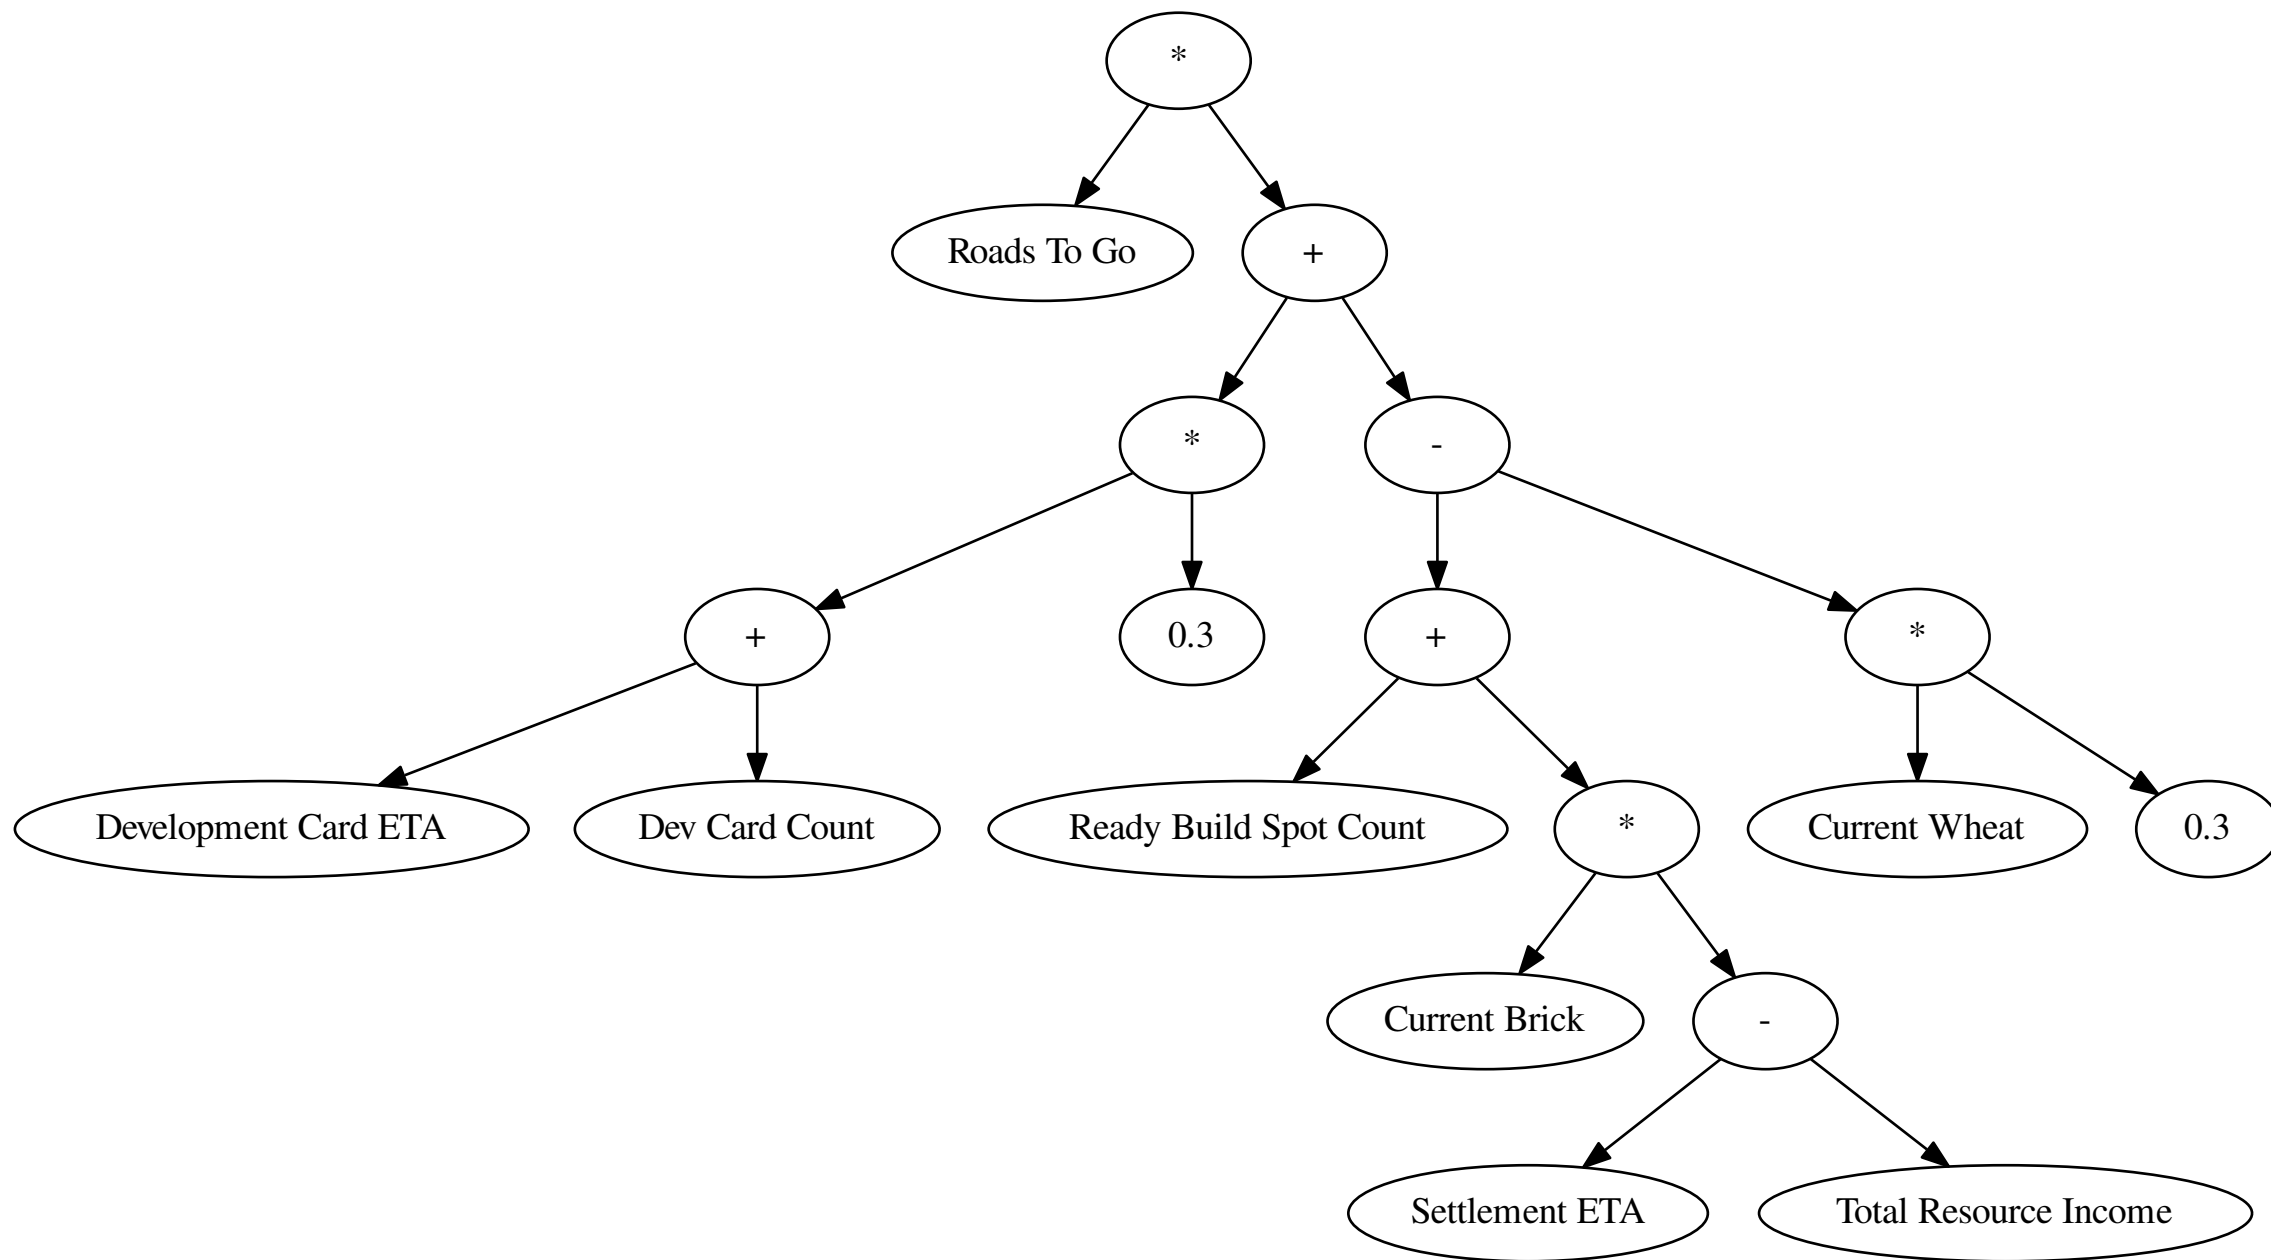 *
Roads To Go
+
*
-
+
0.3
+
*
Development Card ETA
Dev Card Count
Ready Build Spot Count
*
Current Wheat
0.3
Current Brick
-
Settlement ETA
Total Resource Income